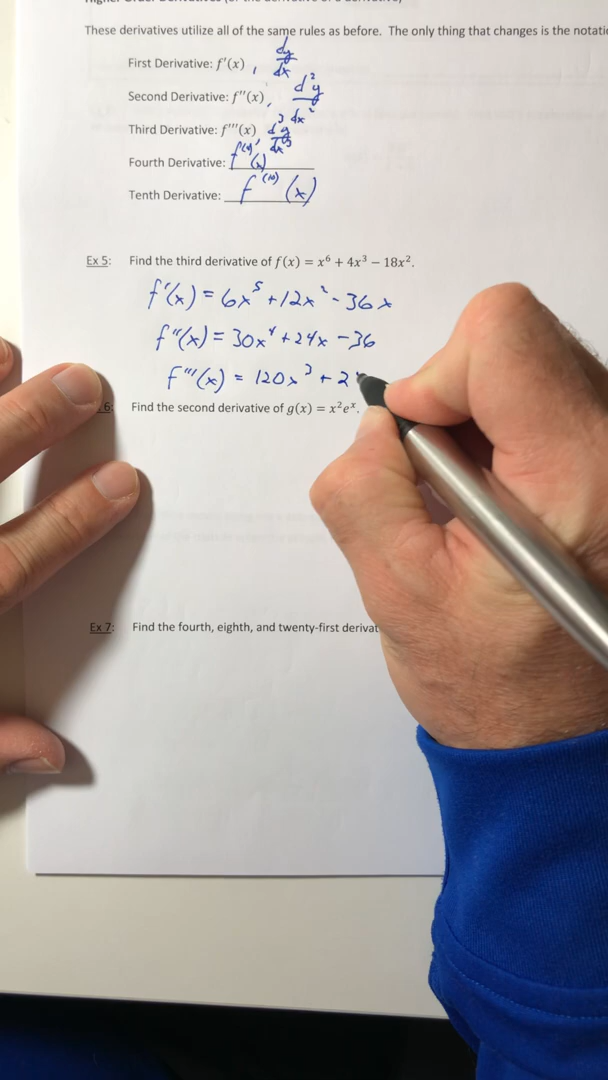 These derivatives utilize all of the same rules as before. The only thing that changes is the
First Derivative: f'(x) , dy/dx
Second Derivative: f''(x), d²y/dx²
Third Derivative: f'''(x) d³y/dx³
Fourth Derivative: f⁽⁴⁾(x)
Tenth Derivative: f⁽¹⁰⁾(x)
Ex 5: Find the third derivative of f(x) = x⁶ + 4x³ − 18x².
f'(x) = 6x⁵ + 12x² - 36x
f''(x) = 30x⁴ + 24x - 36
f'''(x) = 120x³ + 2
6: Find the second derivative of g(x) = x²eˣ.
Ex 7: Find the fourth, eighth, and twenty-first